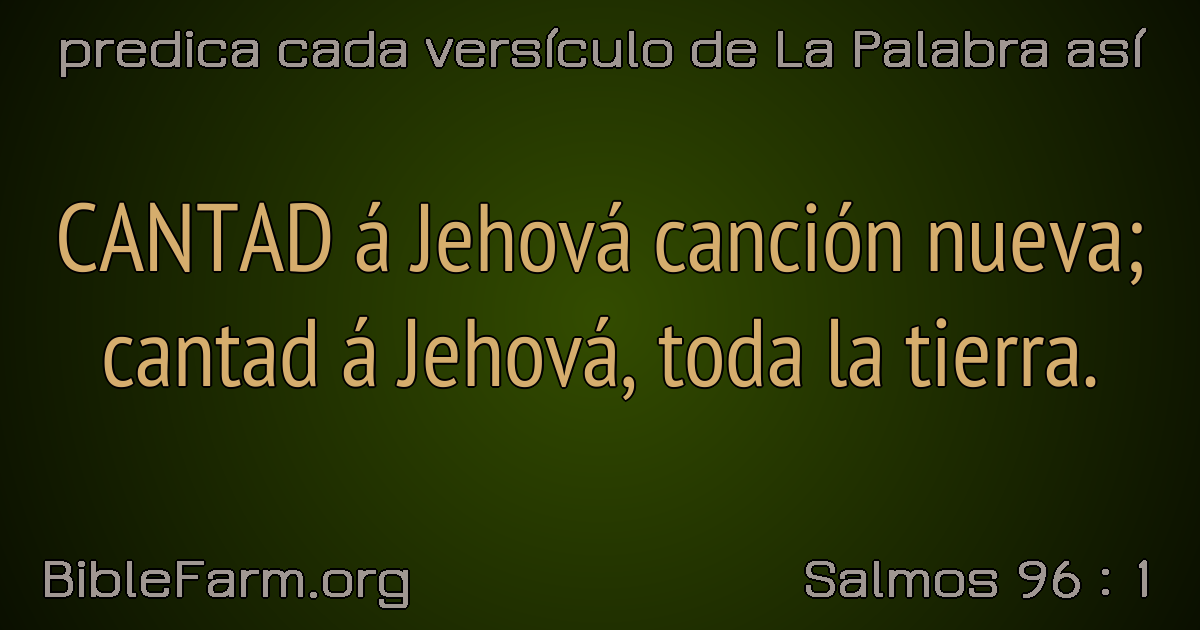 predica cada versículo de La Palabra así
CANTAD á Jehová canción nueva;
cantad á Jehová, toda la tierra.
BibleFarm.org
Salmos 96 : 1